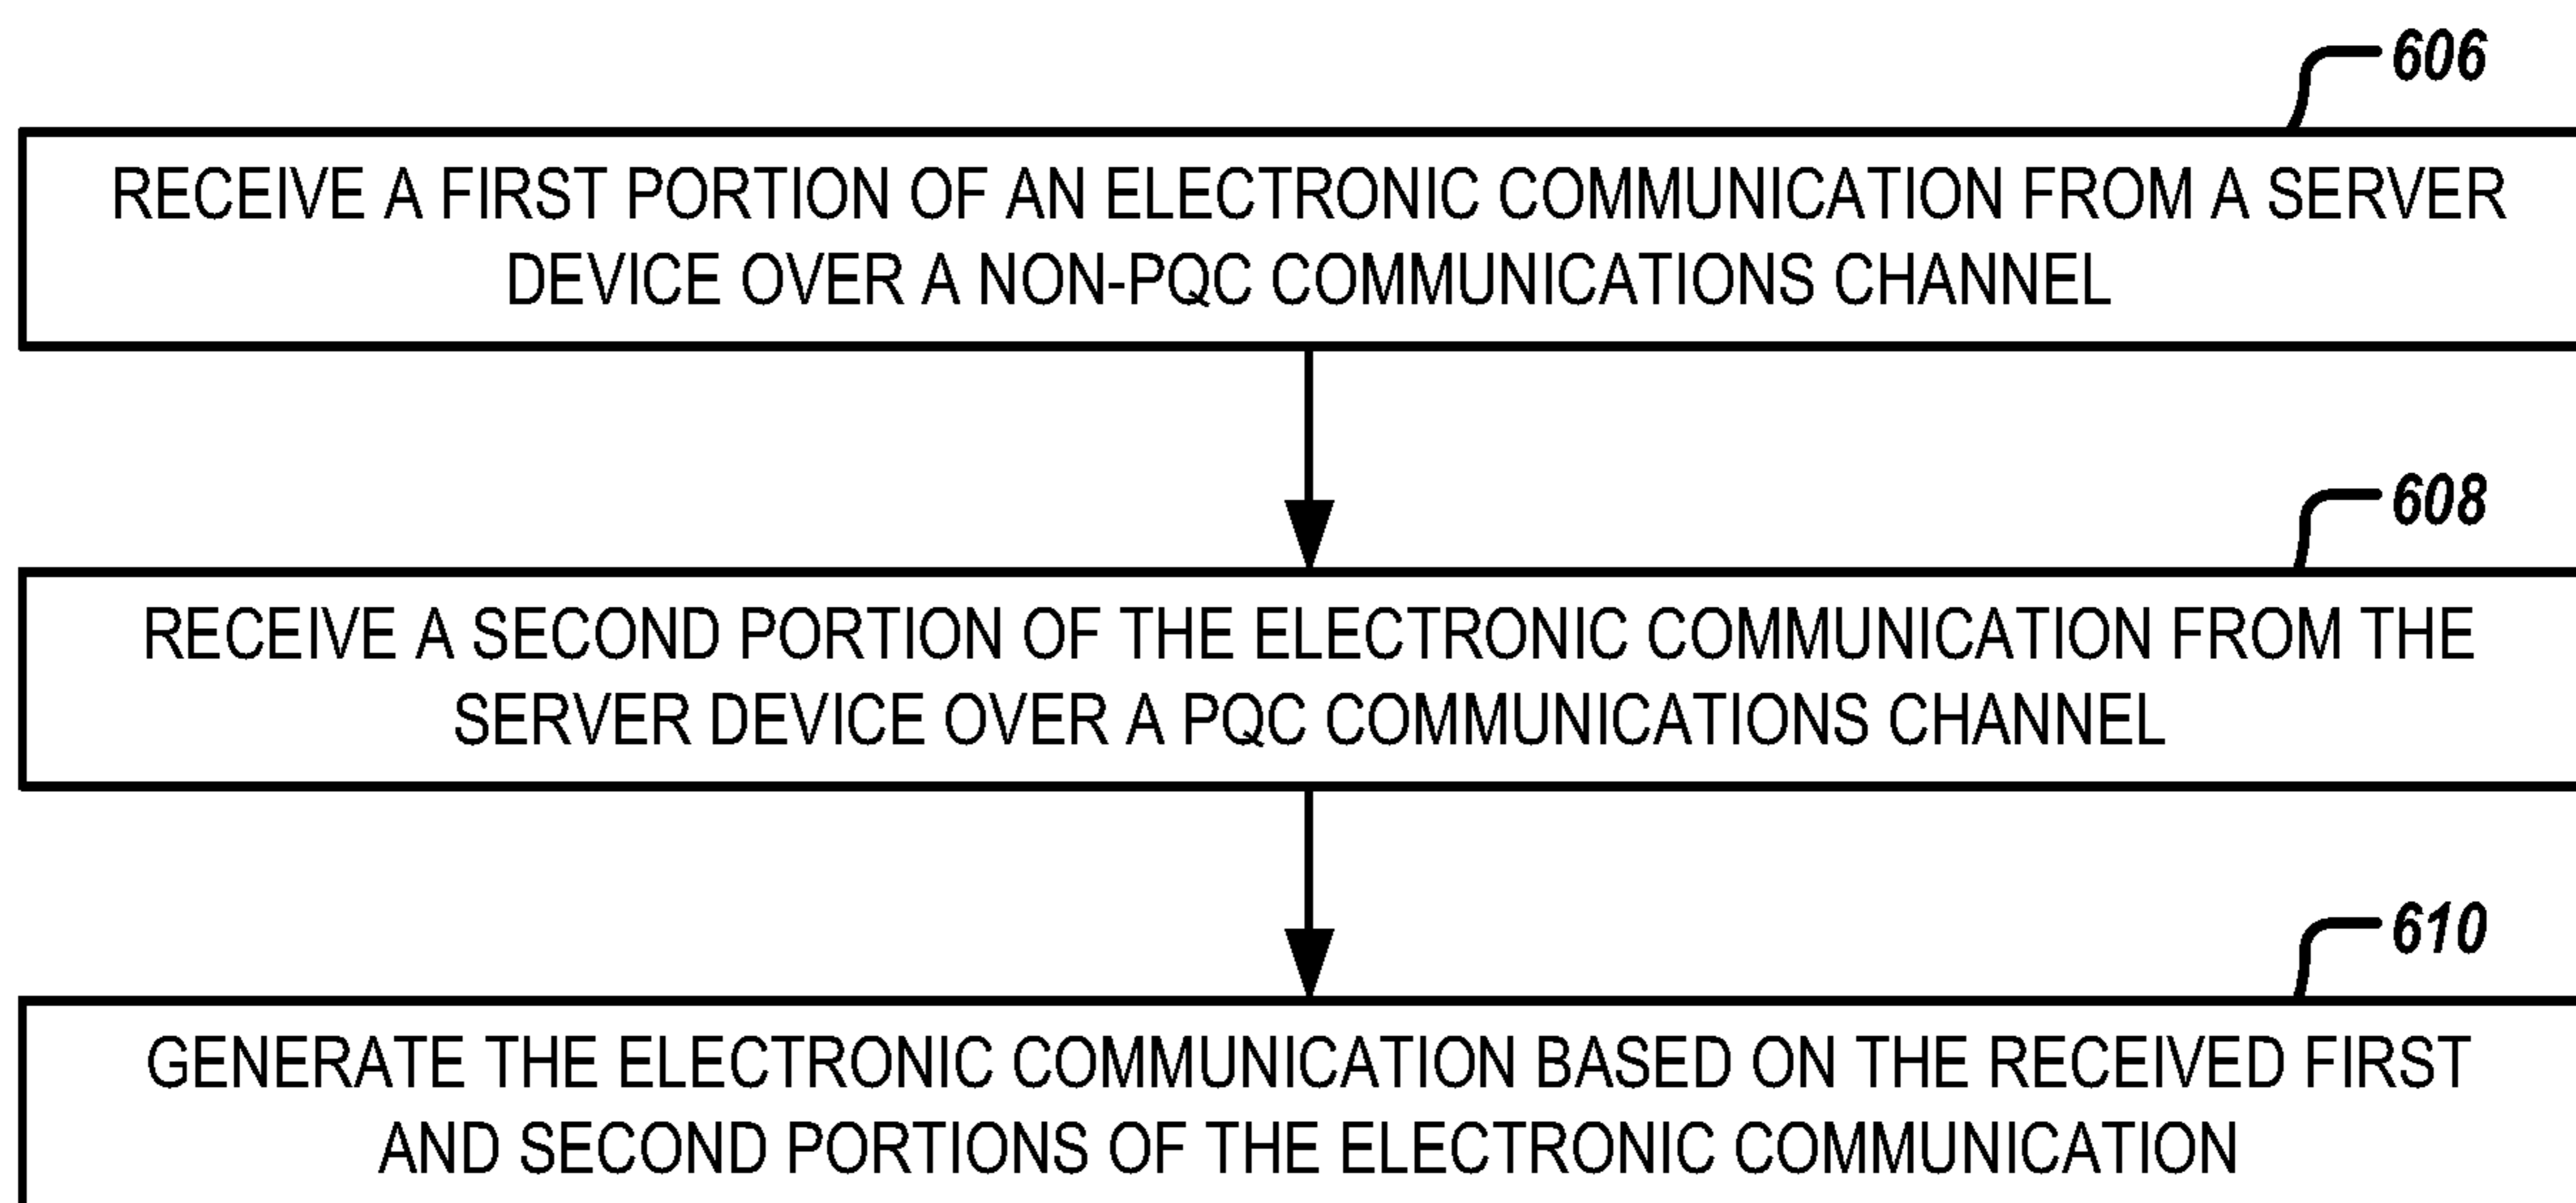 606
RECEIVE A FIRST PORTION OF AN ELECTRONIC COMMUNICATION FROM A SERVER
DEVICE OVER A NON-PQC COMMUNICATIONS CHANNEL
608
RECEIVE A SECOND PORTION OF THE ELECTRONIC COMMUNICATION FROM THE
SERVER DEVICE OVER A PQC COMMUNICATIONS CHANNEL
610
GENERATE THE ELECTRONIC COMMUNICATION BASED ON THE RECEIVED FIRST
AND SECOND PORTIONS OF THE ELECTRONIC COMMUNICATION